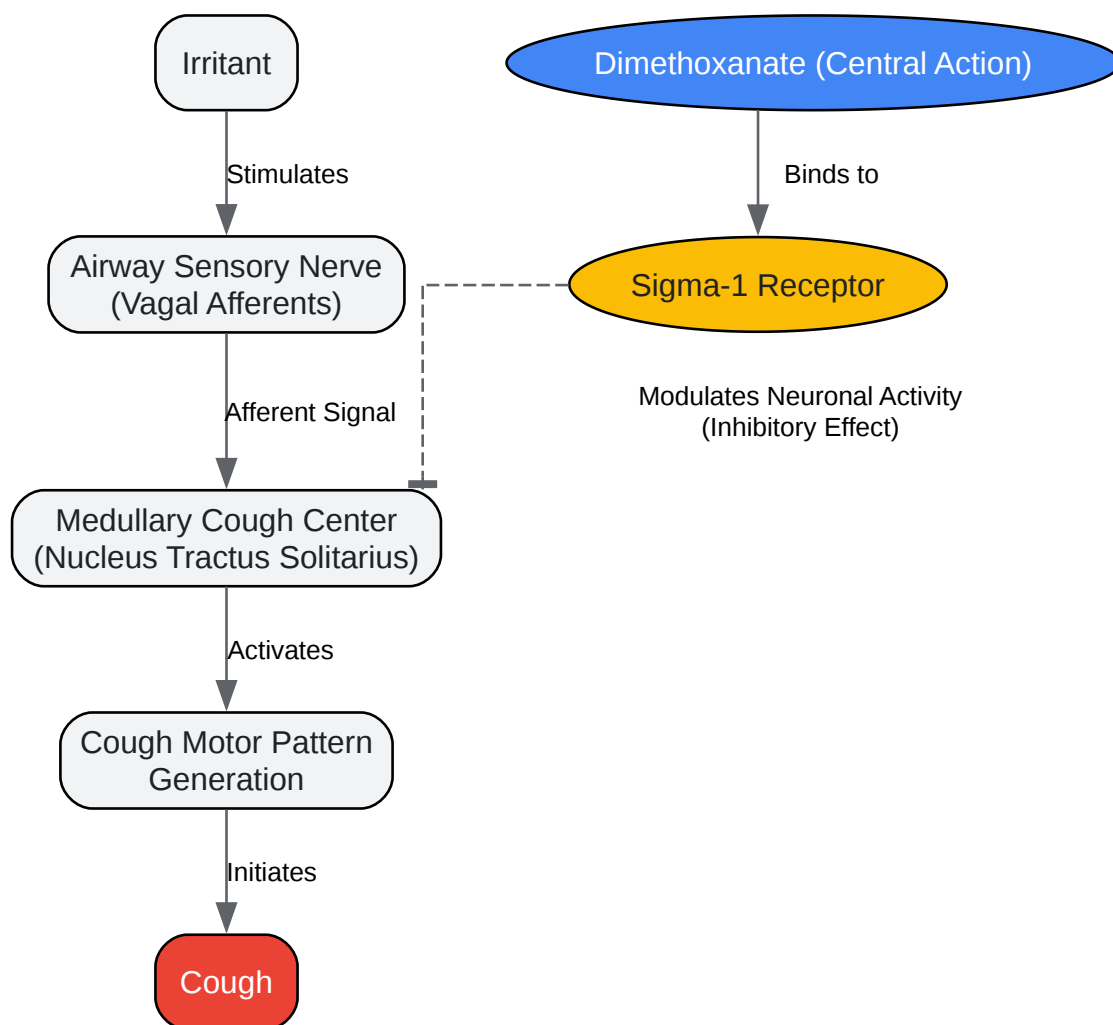 Irritant
Dimethoxanate (Central Action)
Stimulates
Binds to
Airway Sensory Nerve
(Vagal Afferents)
Sigma-1 Receptor
Afferent Signal
Modulates Neuronal Activity
(Inhibitory Effect)
Medullary Cough Center
(Nucleus Tractus Solitarius)
Activates
Cough Motor Pattern
Generation
Initiates
Cough